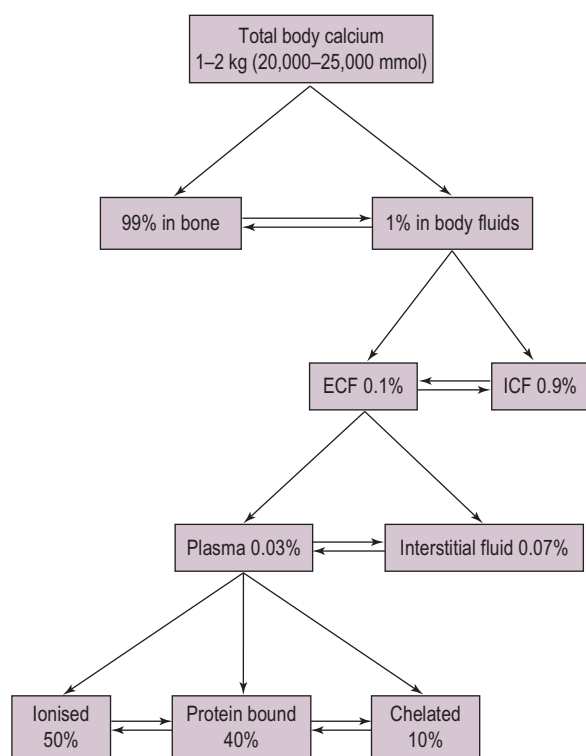 Total body calcium
1–2 kg (20,000–25,000 mmol)
99% in bone
1% in body fluids
ECF 0.1%
ICF 0.9%
Plasma 0.03%
Interstitial fluid 0.07%
Ionised
50%
Protein bound
40%
Chelated
10%